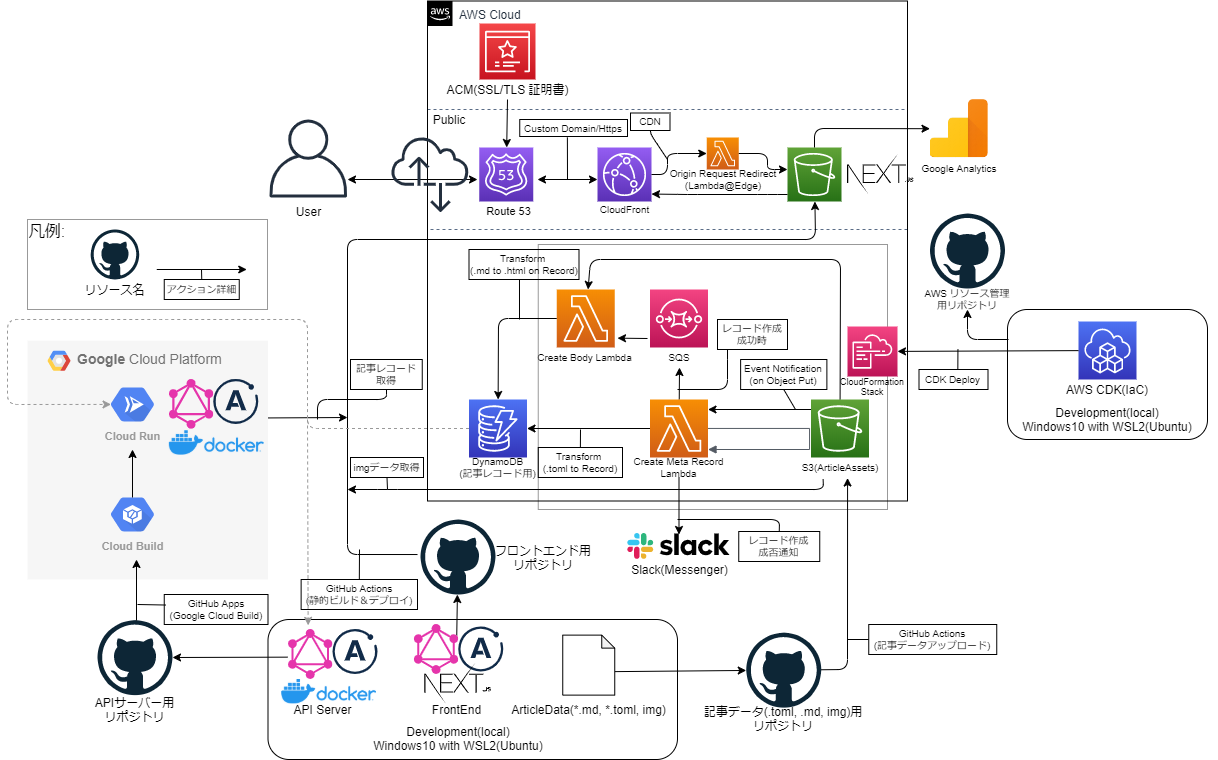 aws
AWS Cloud
ACM(SSL/TLS 証明書)
Public
Custom Domain/Https
CDN
53
Origin Request Redirect
(Lambda@Edge)
NEXT.JS
Google Analytics
User
Route 53
CloudFront
凡例:
リソース名
アクション詳細
Transform
(.md to .html on Record)
AWS リソース管理
用リポジトリ
Create Body Lambda
SQS
レコード作成
成功時
Google Cloud Platform
記事レコード
取得
Event Notification
(on Object Put)
CloudFormation
Stack
CDK Deploy
AWS CDK(IaC)
Development(local)
Windows10 with WSL2(Ubuntu)
A
Cloud Run
docker
DynamoDB
(記事レコード用)
Transform
(.toml to Record)
Create Meta Record
Lambda
S3(ArticleAssets)
imgデータ取得
Cloud Build
slack
Slack(Messenger)
レコード作成
成否通知
フロントエンド用
リポジトリ
GitHub Actions
(静的ビルド＆デプロイ)
GitHub Apps
(Google Cloud Build)
GitHub Actions
(記事データアップロード)
A
A
docker
NEXT.JS
API Server
FrontEnd
ArticleData(*.md, *.toml, img)
APIサーバー用
リポジトリ
記事データ(.toml, .md, img)用
リポジトリ
Development(local)
Windows10 with WSL2(Ubuntu)